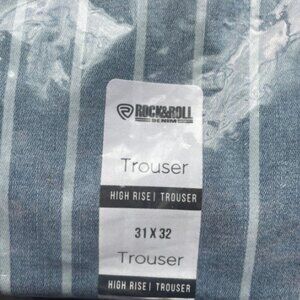 ROCK&ROLL
DENIM
Trouser
HIGH RISE | TROUSER
31 X 32
Trouser
HIGH RISE | TROUSER